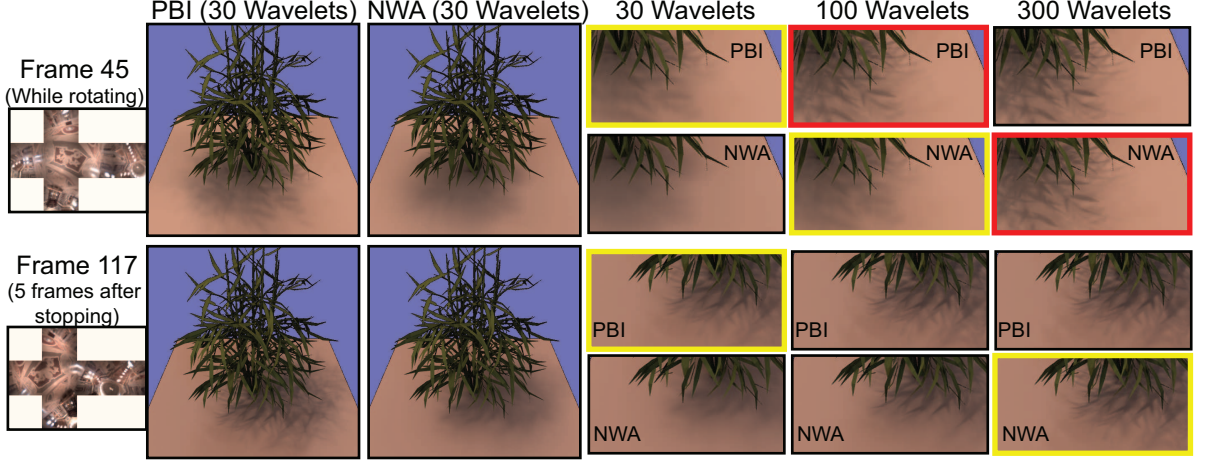 PBI (30 Wavelets) NWA (30 Wavelets) 30 Wavelets 100 Wavelets 300 Wavelets
Frame 45
(While rotating)
PBI PBI PBI
NWA NWA NWA
Frame 117
(5 frames after
stopping)
PBI PBI PBI
NWA NWA NWA